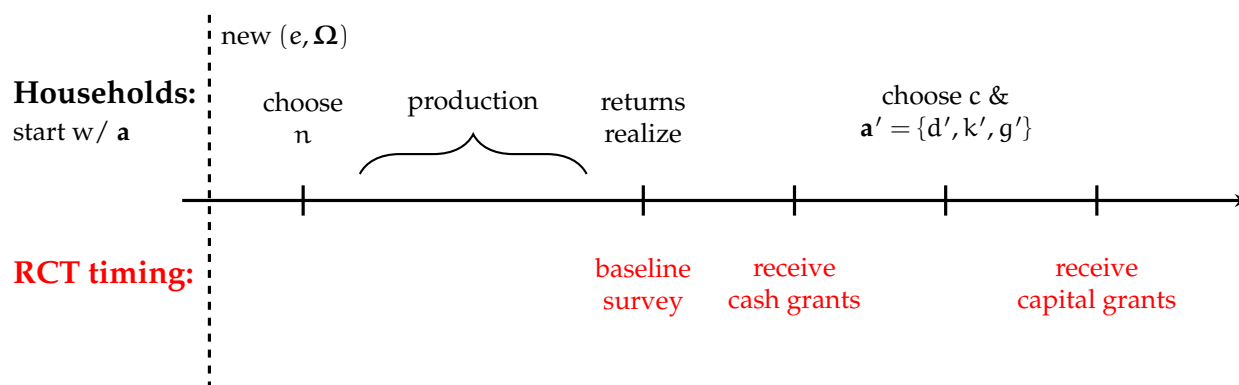 new (e, Ω)
Households:
start w/ a
choose
n
production
returns
realize
choose c &
a′ = {d′, k′, g′}
RCT timing:
baseline
survey
receive
cash grants
receive
capital grants